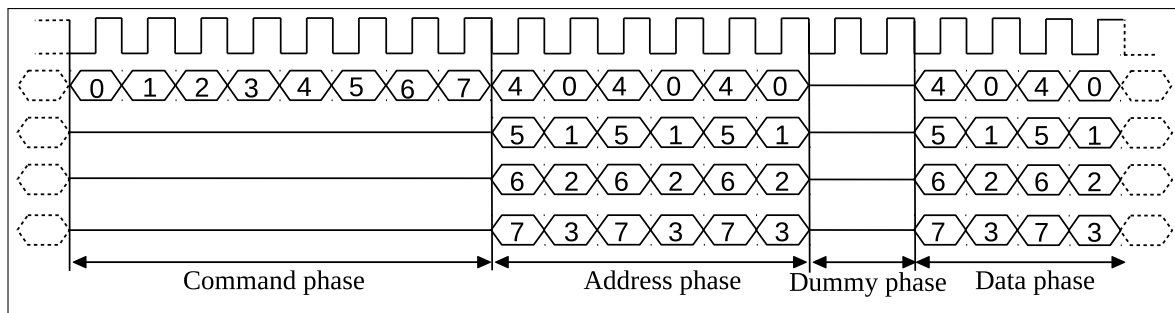 0 1 2 3 4 5 6 7 4 0 4 0 4 0 4 0 4 0
5 1 5 1 5 1 5 1 5 1
6 2 6 2 6 2 6 2 6 2
7 3 7 3 7 3 7 3 7 3
Command phase Address phase Dummy phase Data phase